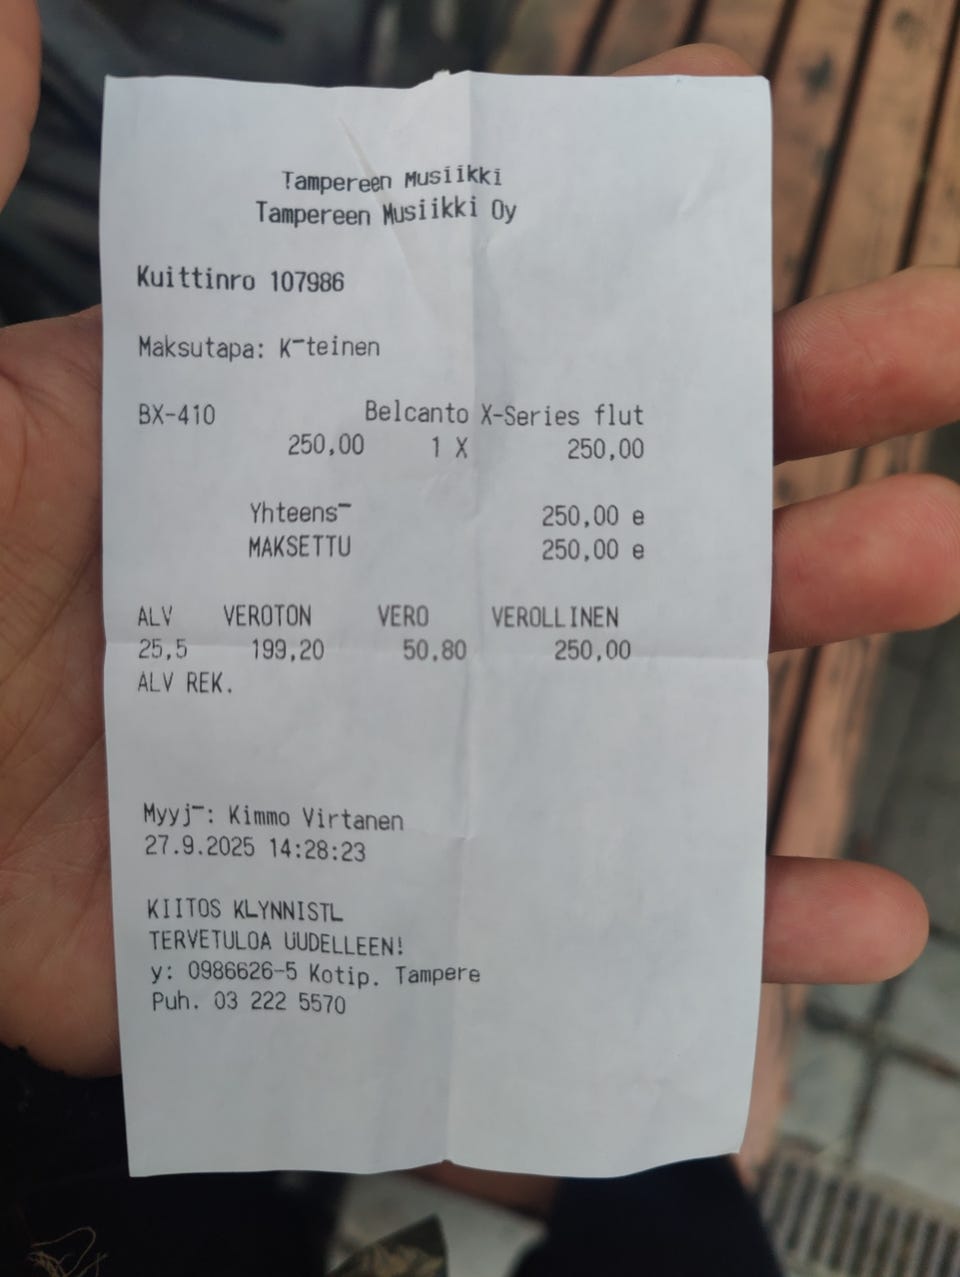 Tampereen Musiikki
Tampereen Musiikki Oy
Kuittinro 107986
Maksutapa: K¯teinen
BX-410 Belcanto X-Series flut
250,00 1 X 250,00
Yhteens¯ 250,00 e
MAKSETTU 250,00 e
ALV VEROTON VERO VEROLLINEN
25,5 199,20 50,80 250,00
ALV REK.
Myyj¯: Kimmo Virtanen
27.9.2025 14:28:23
KIITOS KLYNNISTL
TERVETULOA UUDELLEEN!
y: 0986626-5 Kotip. Tampere
Puh. 03 222 5570